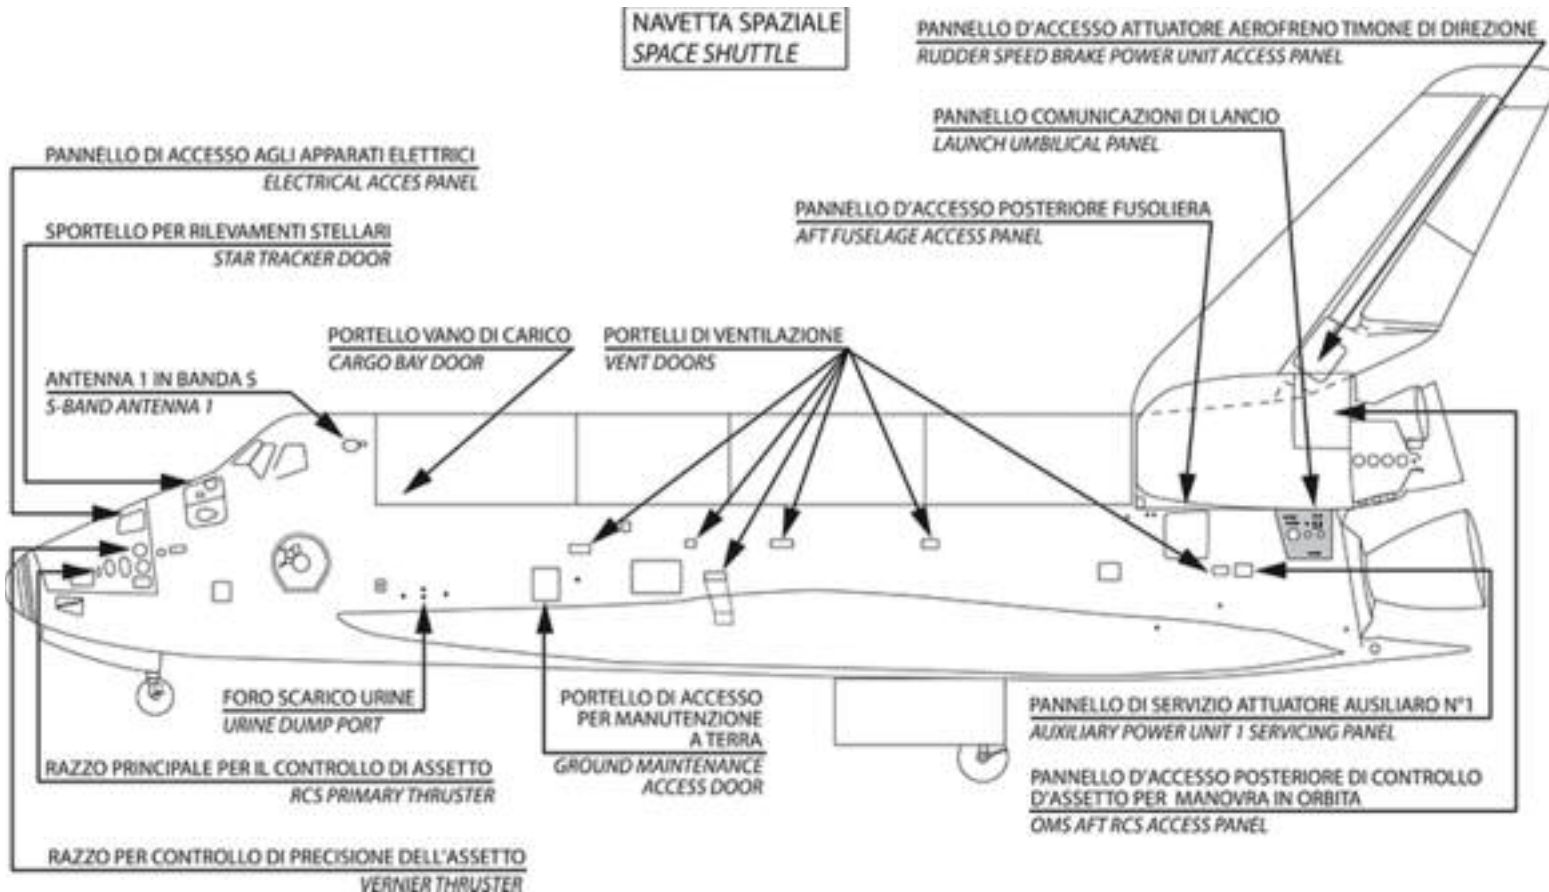 NAVETTA SPAZIALE
SPACE SHUTTLE
PANNELLO D'ACCESSO ATTUATORE AEROFRENO TIMONE DI DIREZIONE
RUDDER SPEED BRAKE POWER UNIT ACCESS PANEL
PANNELLO COMUNICAZIONI DI LANCIO
LAUNCH UMBILICAL PANEL
PANNELLO DI ACCESSO AGLI APPARATI ELETTRICI
ELECTRICAL ACCES PANEL
PANNELLO D'ACCESSO POSTERIORE FUSOLIERA
AFT FUSELAGE ACCESS PANEL
SPORTELLO PER RILEVAMENTI STELLARI
STAR TRACKER DOOR
PORTELLO VANO DI CARICO
CARGO BAY DOOR
PORTELLI DI VENTILAZIONE
VENT DOORS
ANTENNA 1 IN BANDA S
S-BAND ANTENNA 1
FORO SCARICO URINE
URINE DUMP PORT
PORTELLO DI ACCESSO
PER MANUTENZIONE
A TERRA
GROUND MAINTENANCE
ACCESS DOOR
PANNELLO DI SERVIZIO ATTUATORE AUSILIARO N°1
AUXILIARY POWER UNIT 1 SERVICING PANEL
RAZZO PRINCIPALE PER IL CONTROLLO DI ASSETTO
RCS PRIMARY THRUSTER
PANNELLO D'ACCESSO POSTERIORE DI CONTROLLO
D'ASSETTO PER MANOVRA IN ORBITA
OMS AFT RCS ACCESS PANEL
RAZZO PER CONTROLLO DI PRECISIONE DELL'ASSETTO
VERNIER THRUSTER